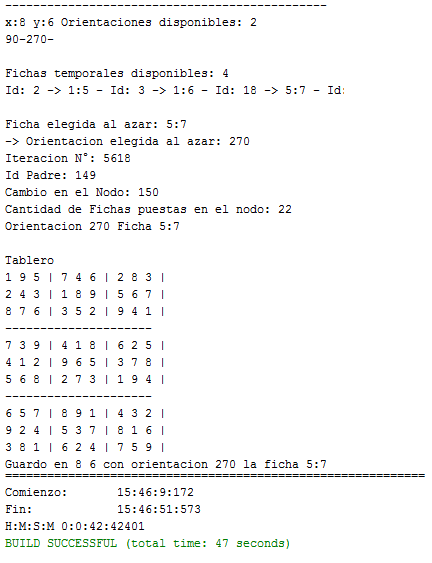 ----------------------------------------------
x:8 y:6 Orientaciones disponibles: 2
90-270-
Fichas temporales disponibles: 4
Id: 2 -> 1:5 - Id: 3 -> 1:6 - Id: 18 -> 5:7 - Id:
Ficha elegida al azar: 5:7
-> Orientacion elegida al azar: 270
Iteracion N°: 5618
Id Padre: 149
Cambio en el Nodo: 150
Cantidad de Fichas puestas en el nodo: 22
Orientacion 270 Ficha 5:7
Tablero
1 9 5 | 7 4 6 | 2 8 3 |
2 4 3 | 1 8 9 | 5 6 7 |
8 7 6 | 3 5 2 | 9 4 1 |
---------------------
7 3 9 | 4 1 8 | 6 2 5 |
4 1 2 | 9 6 5 | 3 7 8 |
5 6 8 | 2 7 3 | 1 9 4 |
---------------------
6 5 7 | 8 9 1 | 4 3 2 |
9 2 4 | 5 3 7 | 8 1 6 |
3 8 1 | 6 2 4 | 7 5 9 |
Guardo en 8 6 con orientacion 270 la ficha 5:7
============================================================
Comienzo: 15:46:9:172
Fin: 15:46:51:573
H:M:S:M 0:0:42:42401
BUILD SUCCESSFUL (total time: 47 seconds)